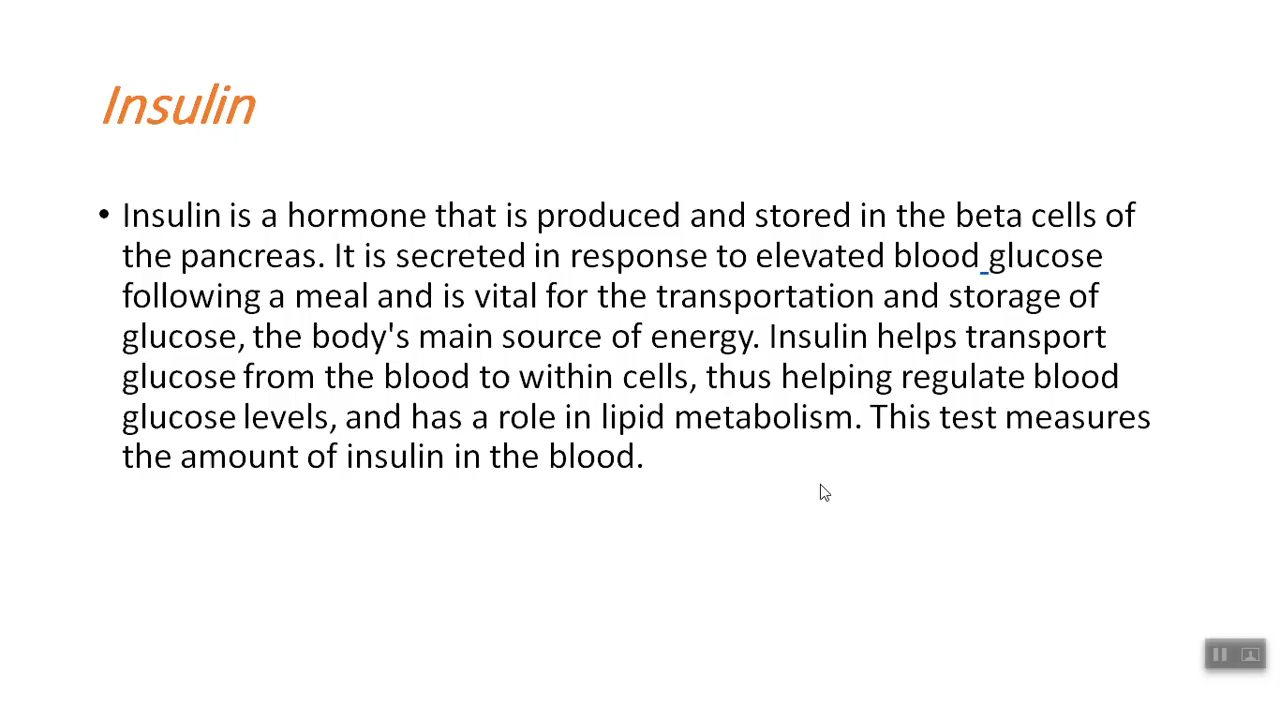 Insulin
• Insulin is a hormone that is produced and stored in the beta cells of
the pancreas. It is secreted in response to elevated blood glucose
following a meal and is vital for the transportation and storage of
glucose, the body's main source of energy. Insulin helps transport
glucose from the blood to within cells, thus helping regulate blood
glucose levels, and has a role in lipid metabolism. This test measures
the amount of insulin in the blood.